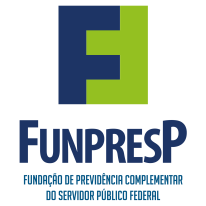 F
FUNPRESP
FUNDAÇÃO DE PREVIDÊNCIA COMPLEMENTAR
DO SERVIDOR PÚBLICO FEDERAL